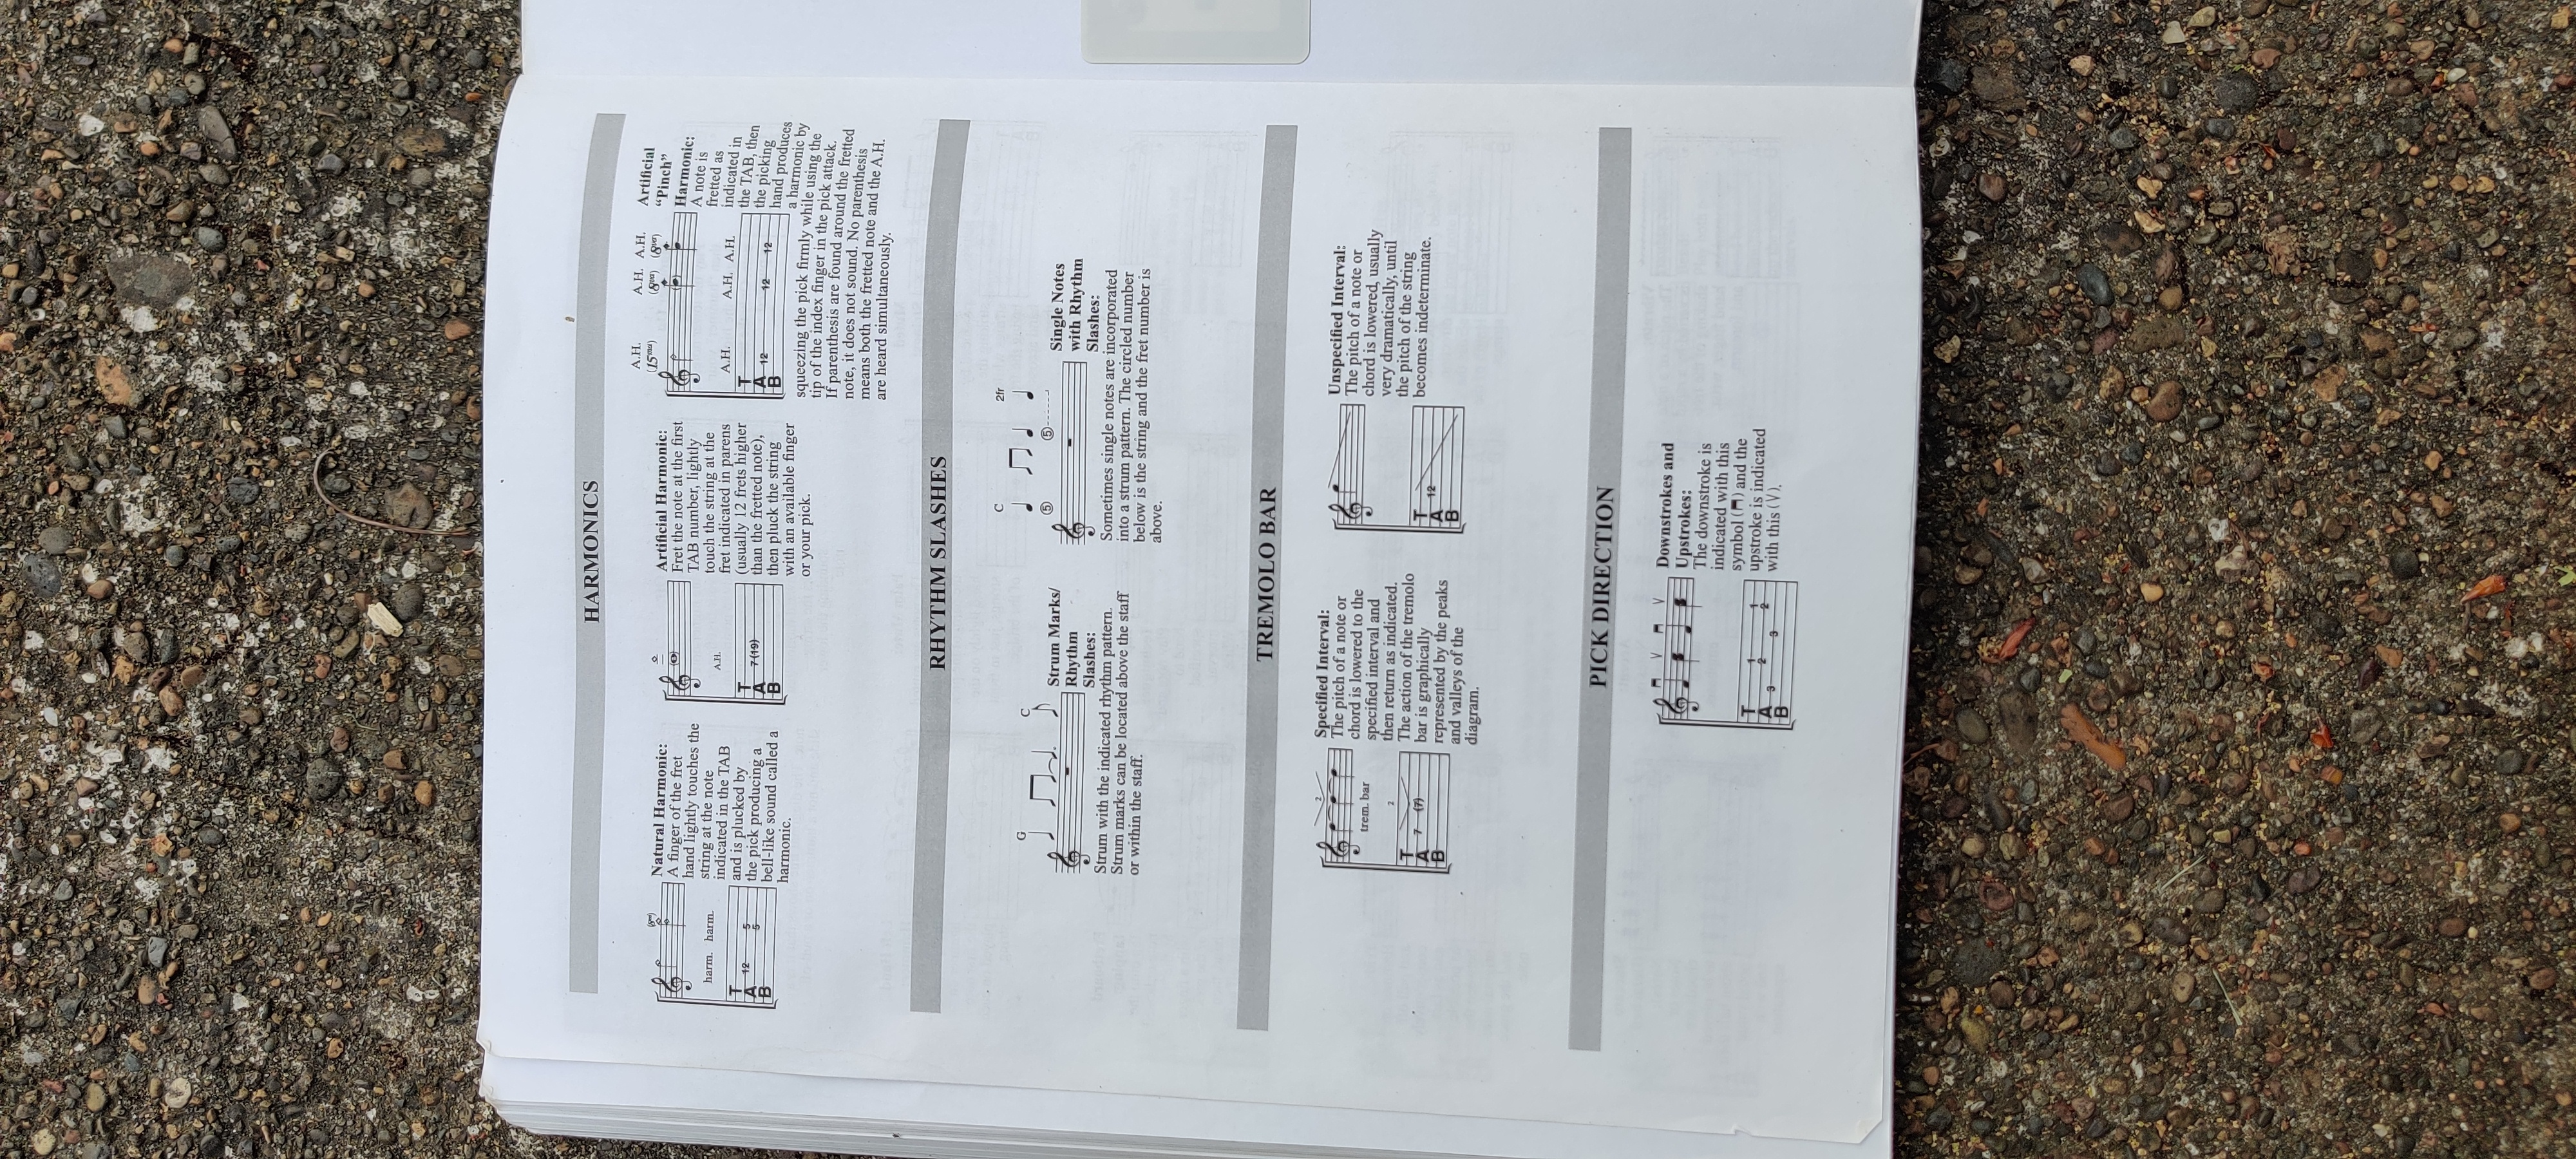 HARMONICS
Natural Harmonic:
A finger of the fret
hand lightly touches the
string at the note
indicated in the TAB
and is plucked by
the pick producing a
bell-like sound called a
harmonic.
(8va)
harm. harm.
T
A
B
12 5
5
Artificial Harmonic:
Fret the note at the first
TAB number, lightly
touch the string at the
fret indicated in parens
(usually 12 frets higher
than the fretted note),
then pluck the string
with an available finger
or your pick.
A.H.
T
A
B
7(19)
A.H. A.H. A.H.
(15ma) (8va) (8va)
A.H. A.H. A.H.
T
A
B
12 12 12
Artificial
“Pinch”
Harmonic:
A note is
fretted as
indicated in
the TAB, then
the picking
hand produces
a harmonic by
squeezing the pick firmly while using the
tip of the index finger in the pick attack.
If parenthesis are found around the fretted
note, it does not sound. No parenthesis
means both the fretted note and the A.H.
are heard simultaneously.
RHYTHM SLASHES
G C
Strum Marks/
Rhythm
Slashes:
Strum with the indicated rhythm pattern.
Strum marks can be located above the staff
or within the staff.
C 2fr
⑤ ⑤
Single Notes
with Rhythm
Slashes:
Sometimes single notes are incorporated
into a strum pattern. The circled number
below is the string and the fret number is
above.
TREMOLO BAR
2
trem. bar
2
T
A
B
7 (7)
Specified Interval:
The pitch of a note or
chord is lowered to the
specified interval and
then return as indicated.
The action of the tremolo
bar is graphically
represented by the peaks
and valleys of the
diagram.
T
A
B
12
Unspecified Interval:
The pitch of a note or
chord is lowered, usually
very dramatically, until
the pitch of the string
becomes indeterminate.
PICK DIRECTION
T
A
B
1 1
2 2
3 3
Downstrokes and
Upstrokes:
The downstroke is
indicated with this
symbol (⊓) and the
upstroke is indicated
with this (V).